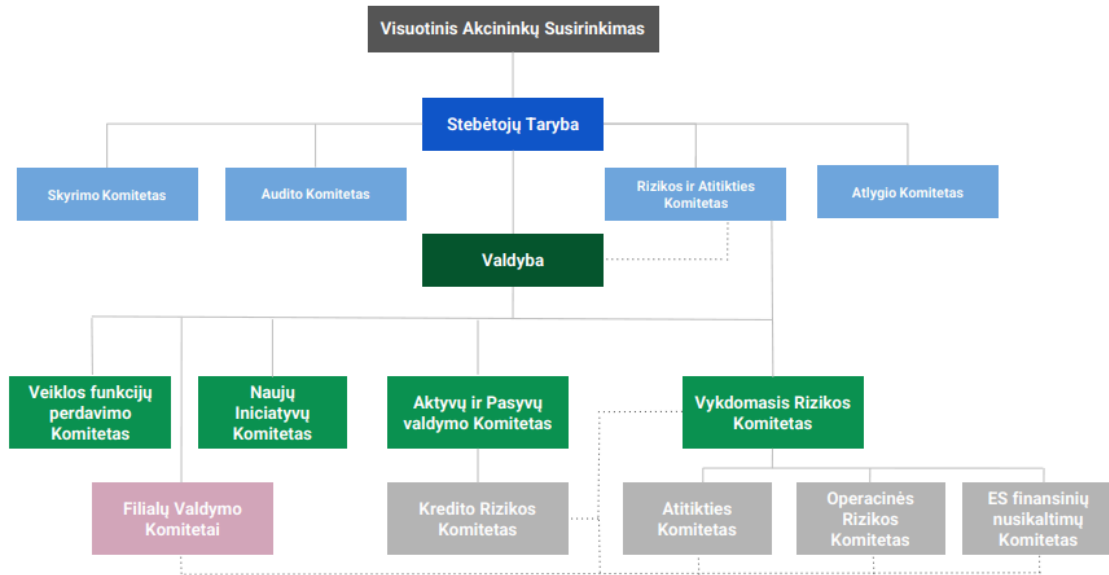 Visuotinis Akcininkų Susirinkimas
Stebėtojų Taryba
Skyrimo Komitetas
Audito Komitetas
Rizikos ir Atitikties
Komitetas
Atlygio Komitetas
Valdyba
Veiklos funkcijų
perdavimo
Komitetas
Naujų
Iniciatyvų
Komitetas
Aktyvų ir Pasyvų
valdymo Komitetas
Vykdomasis Rizikos
Komitetas
Filialų Valdymo
Komitetai
Kredito Rizikos
Komitetas
Atitikties
Komitetas
Operacinės
Rizikos
Komitetas
ES finansinių
nusikaltimų
Komitetas